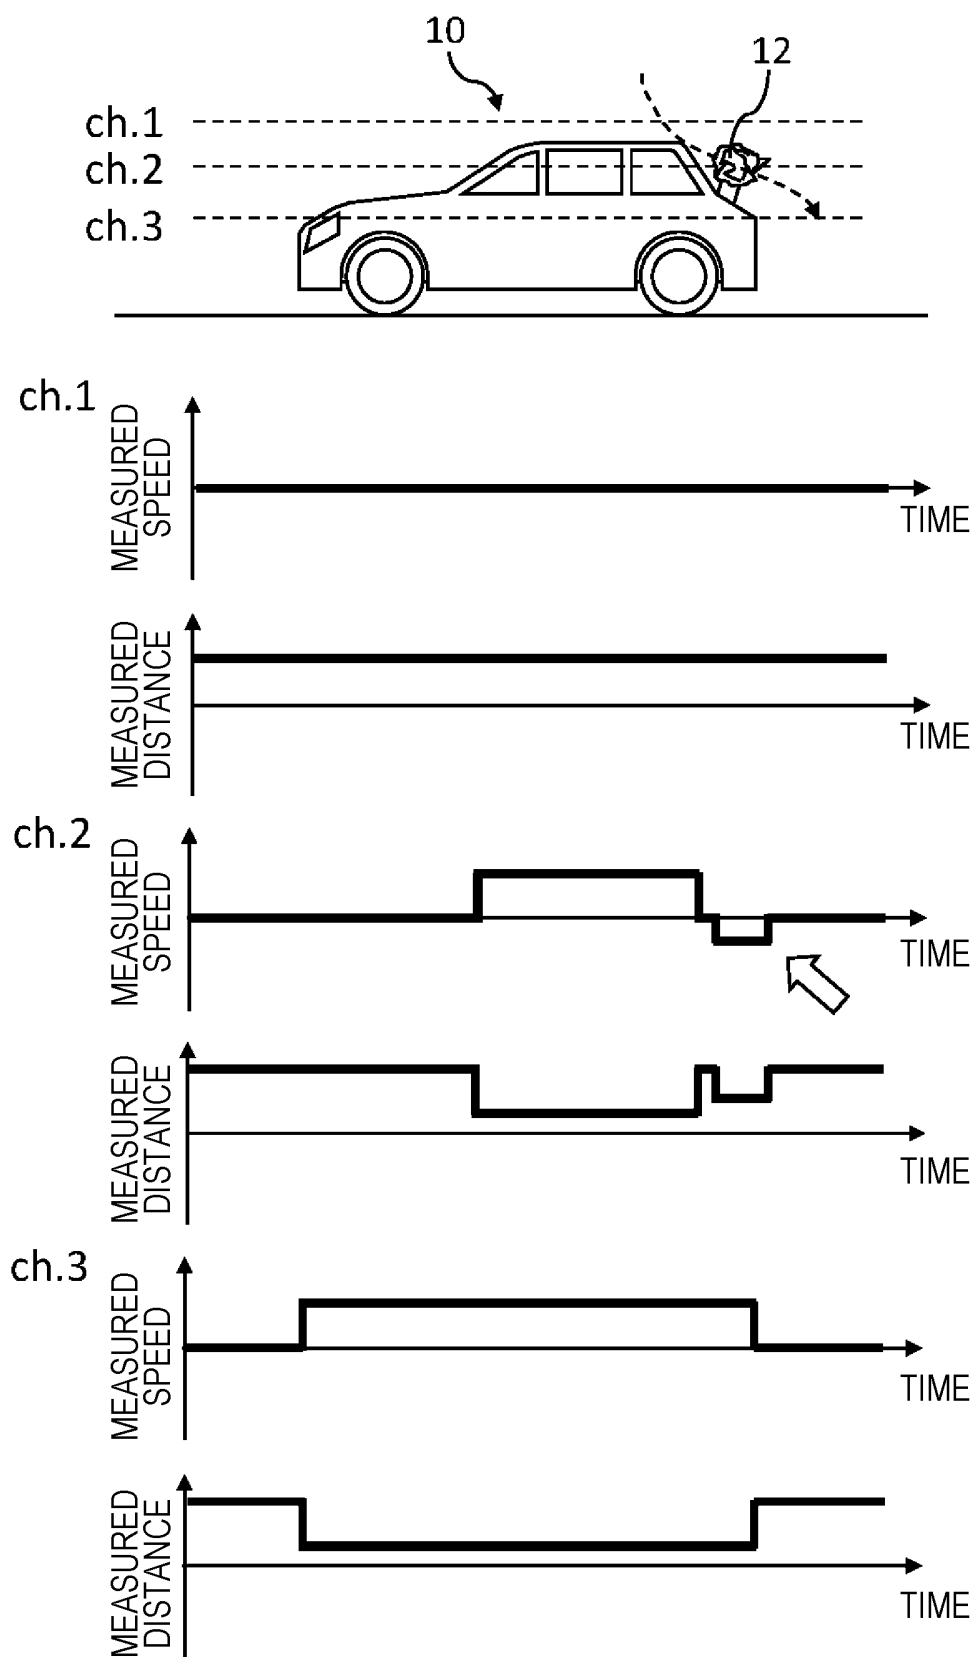 10
12
ch.1
ch.2
ch.3
ch.1
MEASURED
SPEED
TIME
MEASURED
DISTANCE
TIME
ch.2
MEASURED
SPEED
TIME
MEASURED
DISTANCE
TIME
ch.3
MEASURED
SPEED
TIME
MEASURED
DISTANCE
TIME